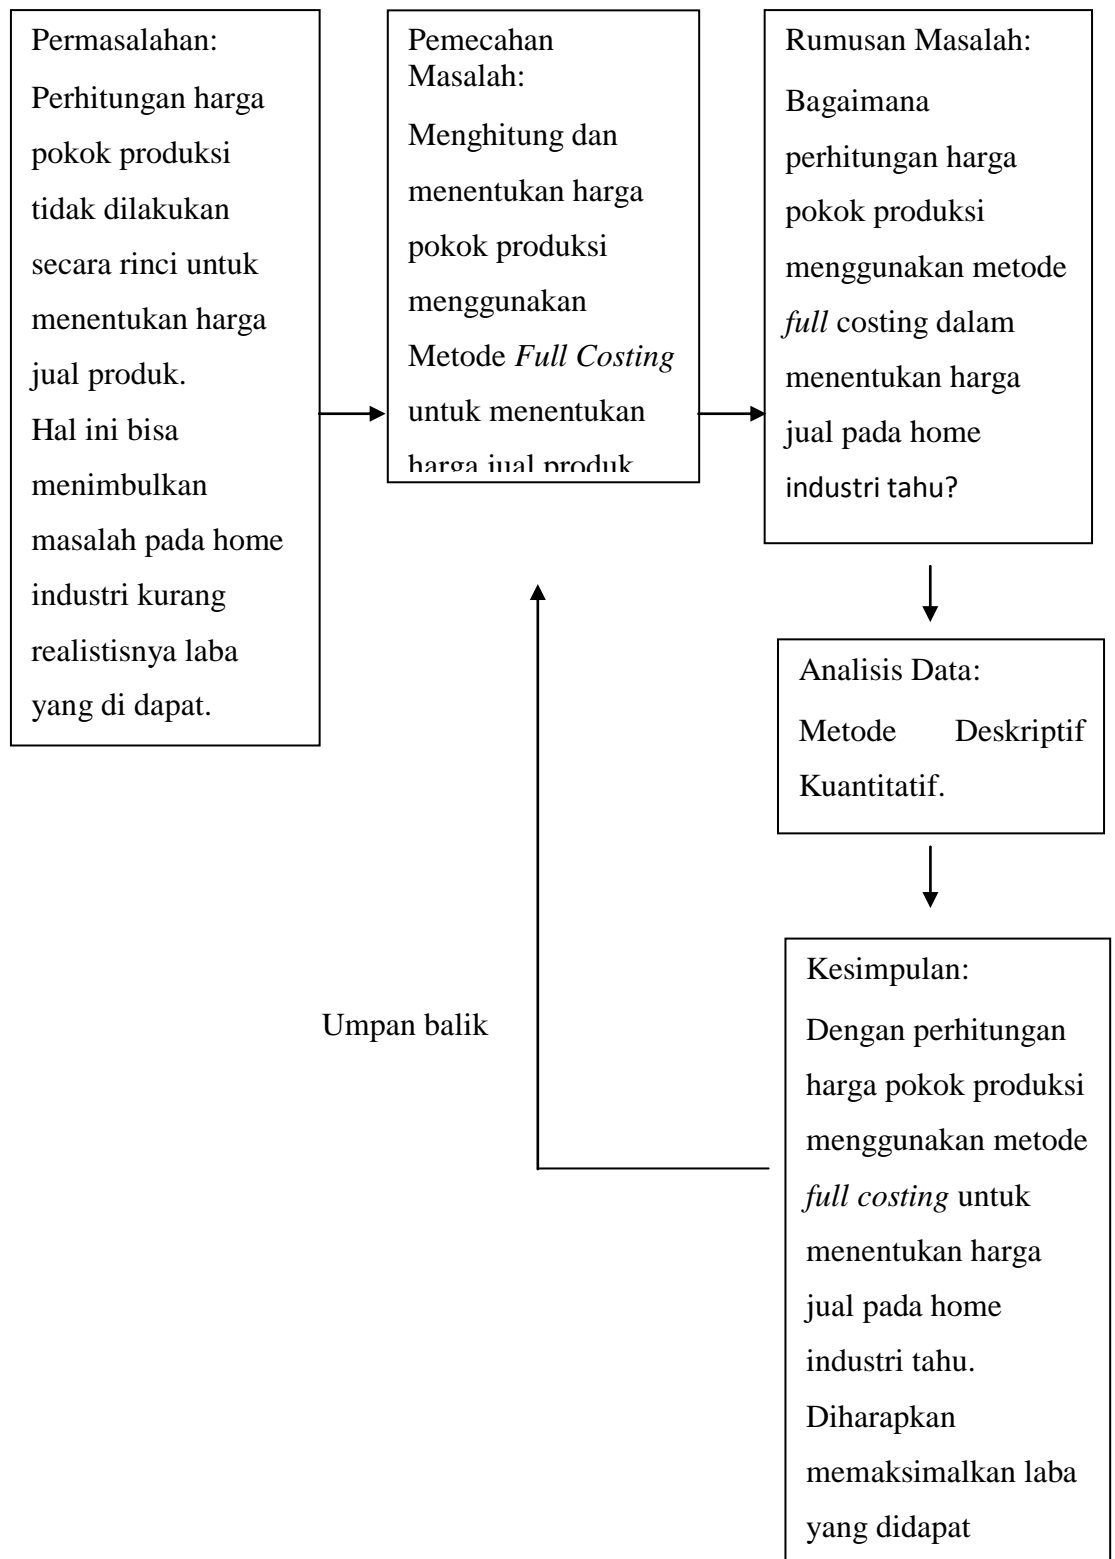 Permasalahan:
Perhitungan harga
pokok produksi
tidak dilakukan
secara rinci untuk
menentukan harga
jual produk.
Hal ini bisa
menimbulkan
masalah pada home
industri kurang
realistisnya laba
yang di dapat.
Pemecahan
Masalah:
Menghitung dan
menentukan harga
pokok produksi
menggunakan
Metode Full Costing
untuk menentukan
harga jual produk
Rumusan Masalah:
Bagaimana
perhitungan harga
pokok produksi
menggunakan metode
full costing dalam
menentukan harga
jual pada home
industri tahu?
Analisis Data:
Metode Deskriptif
Kuantitatif.
Kesimpulan:
Dengan perhitungan
harga pokok produksi
menggunakan metode
full costing untuk
menentukan harga
jual pada home
industri tahu.
Diharapkan
memaksimalkan laba
yang didapat
Umpan balik